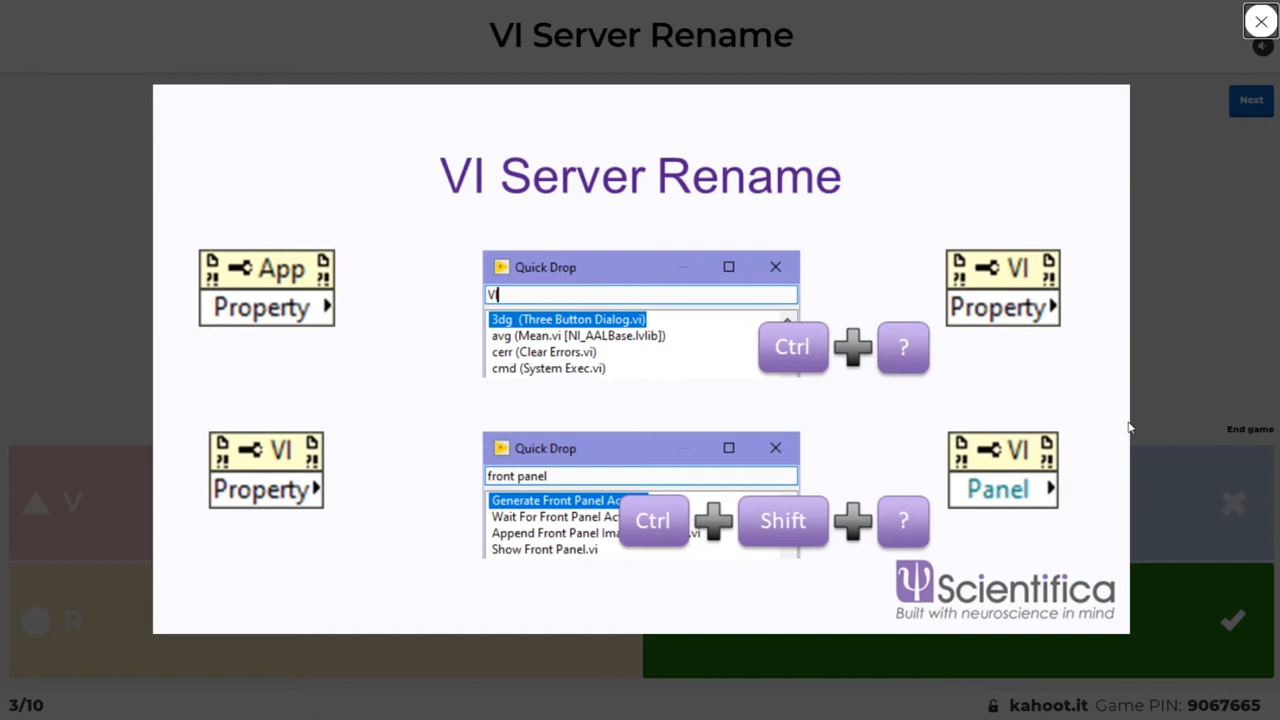 VI Server Rename
Next
VI Server Rename
App
Property
Quick Drop
VI
3dg (Three Button Dialog.vi)
avg (Mean.vi [NI_AALBase.lvlib])
cerr (Clear Errors.vi)
cmd (System Exec.vi)
Ctrl
?
VI
Property
End game
VI
Property
Quick Drop
front panel
Generate Front Panel Ac
Wait For Front Panel Ac
Append Front Panel Ima
vi
Show Front Panel.vi
Ctrl
Shift
?
VI
Panel
V
R
Scientifica
Built with neuroscience in mind
3/10
kahoot.it Game PIN: 9067665